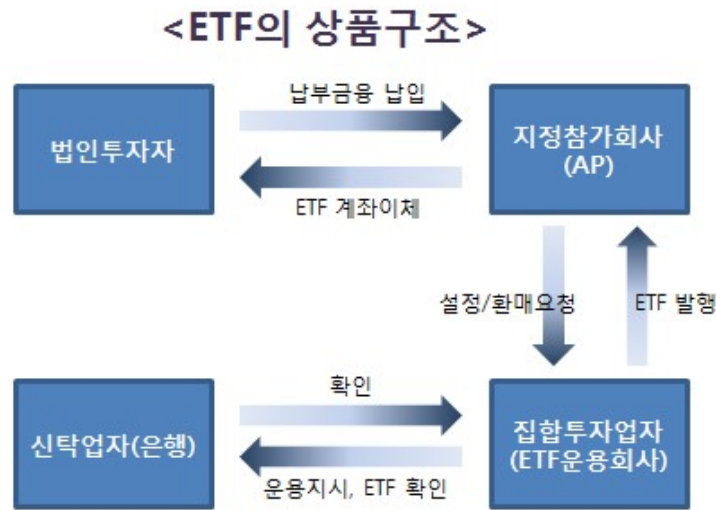 <ETF의 상품구조>
법인투자자
납부금용 납입
ETF 계좌이체
지정참가회사
(AP)
설정/환매요청
ETF 발행
신탁업자(은행)
확인
운용지시, ETF 확인
집합투자업자
(ETF운용회사)